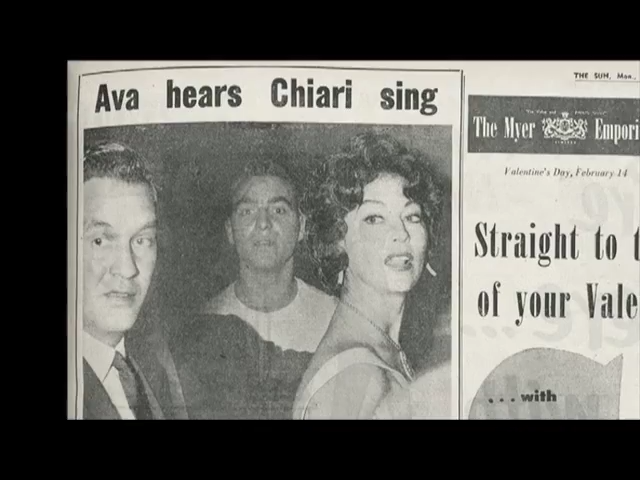 Ava hears Chiari sing
THE SUN, Mon.,
The Myer Empori
Valentine's Day, February 14
Straight to t
of your Vale
... with